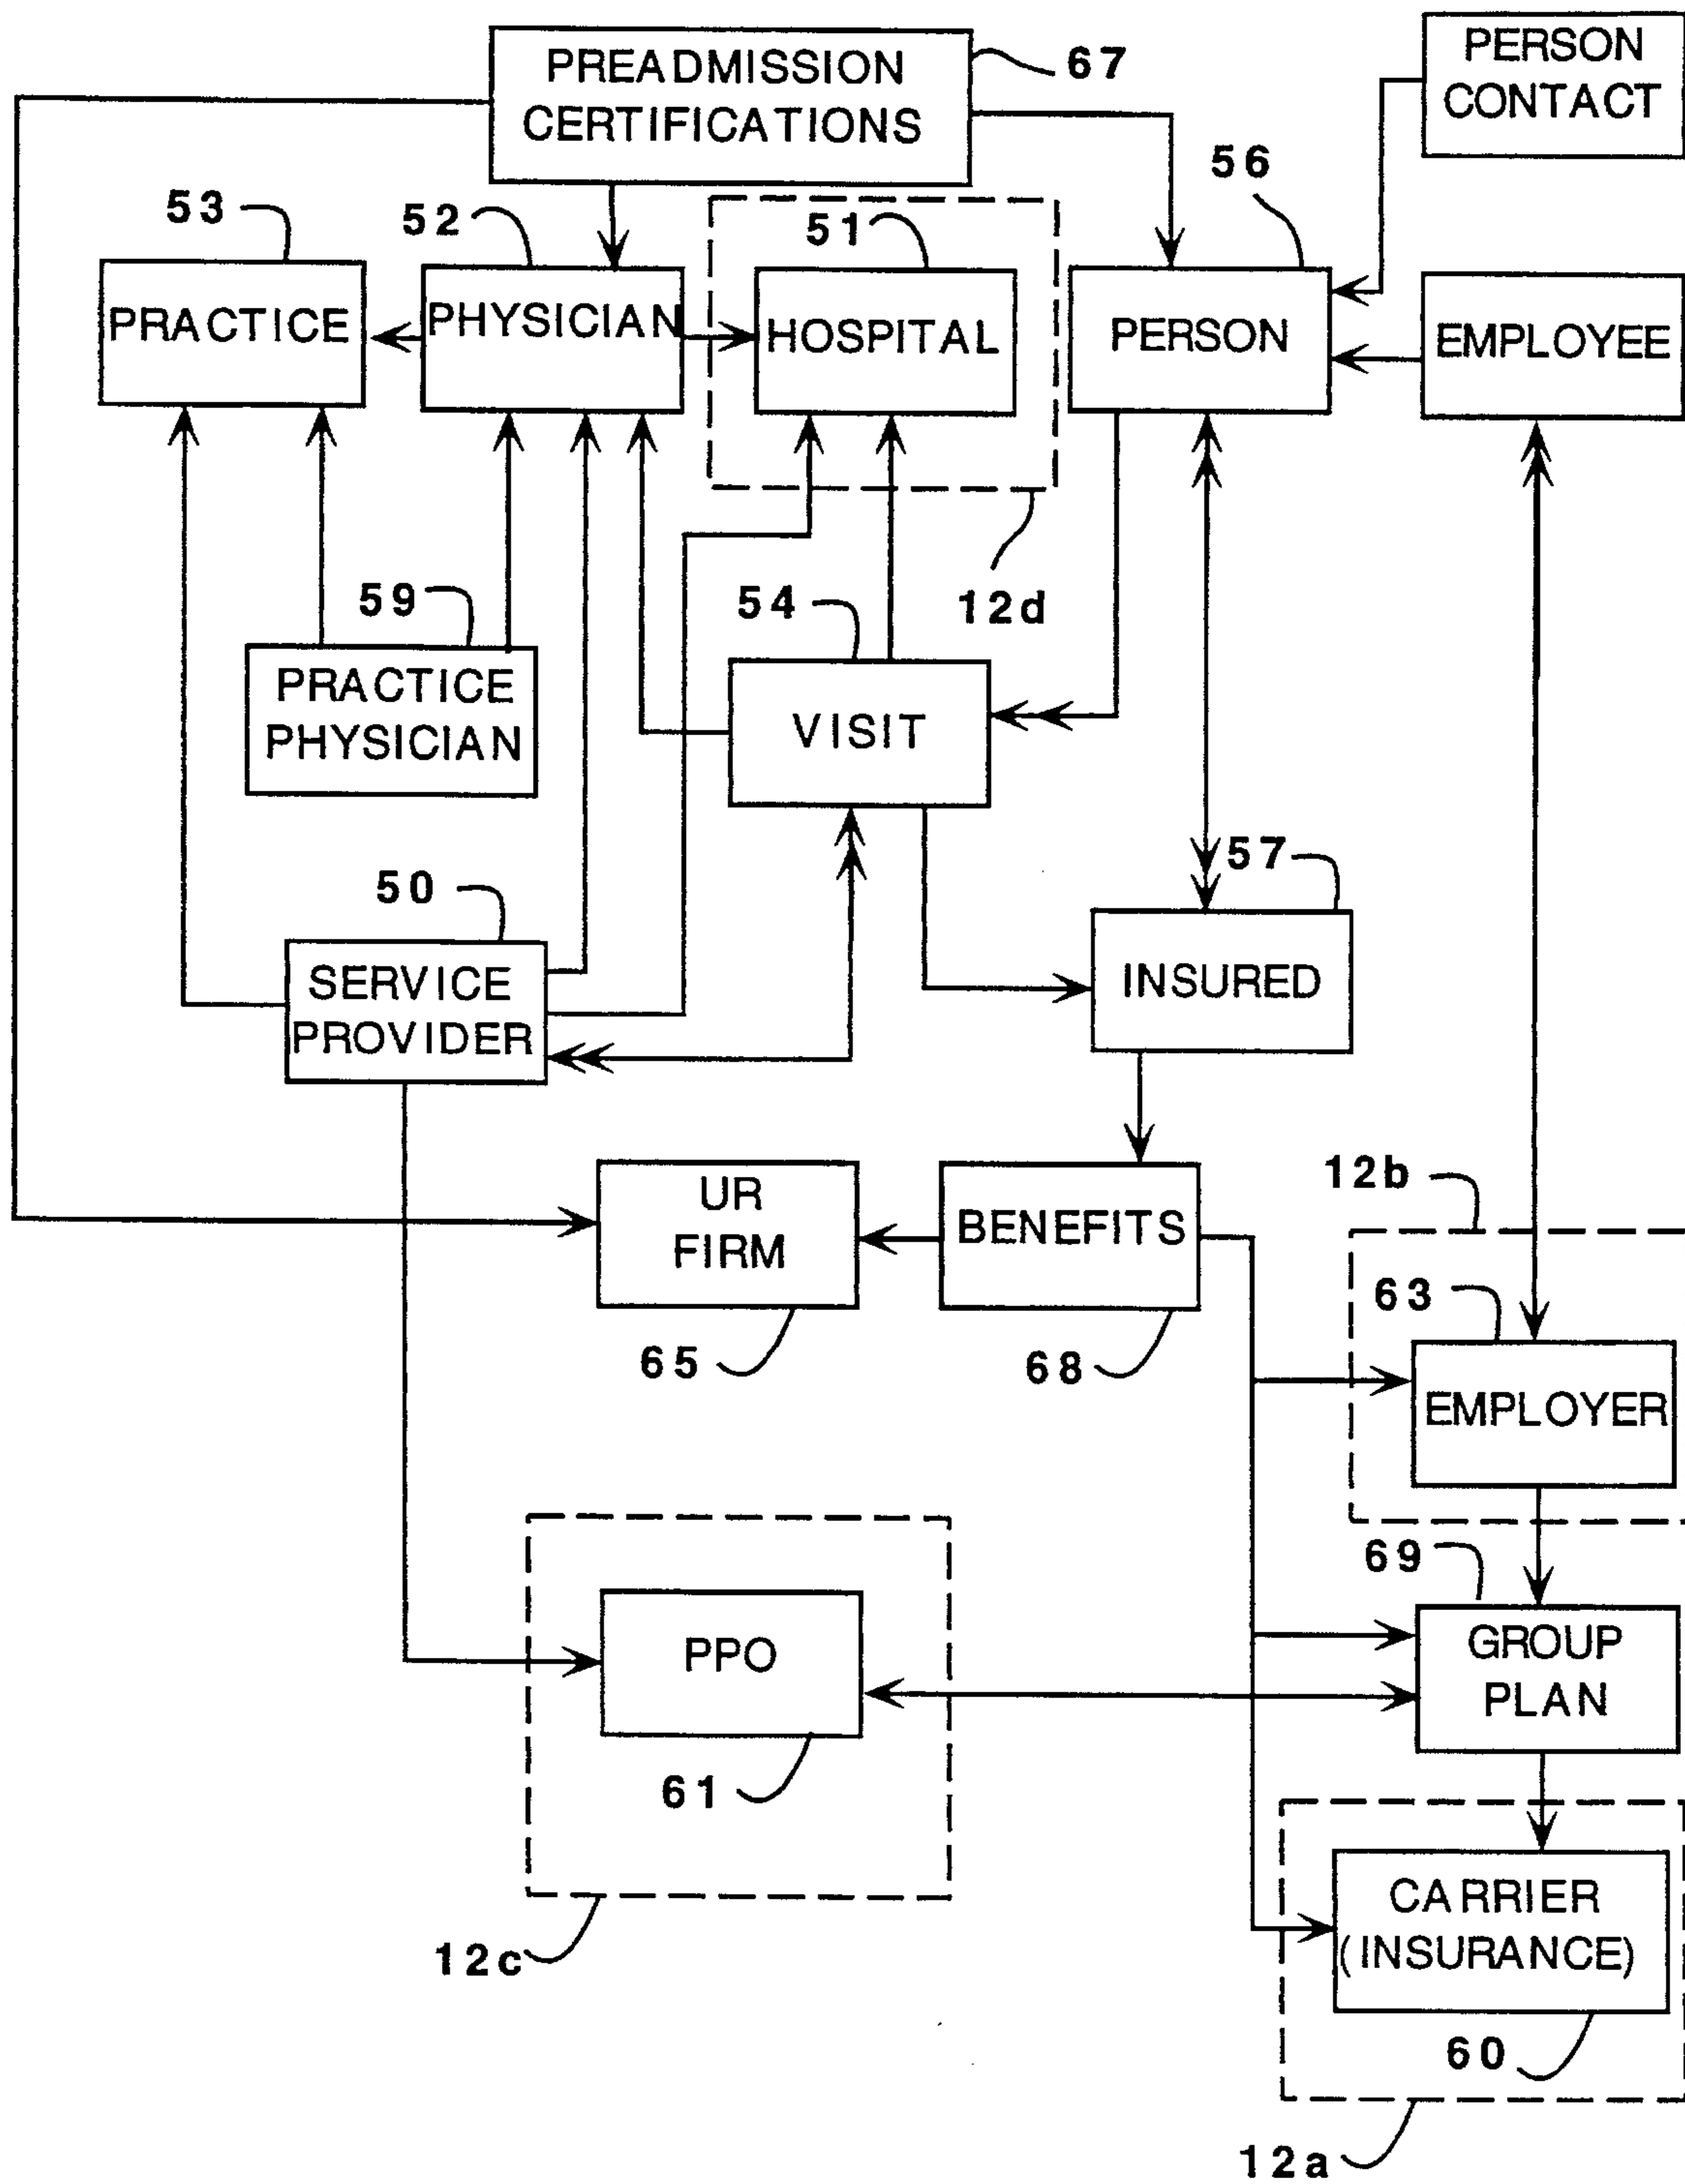 PREADMISSION
CERTIFICATIONS
67
PERSON
CONTACT
53
52
51
56
PRACTICE
PHYSICIAN
HOSPITAL
PERSON
EMPLOYEE
59
54
12d
PRACTICE
PHYSICIAN
VISIT
50
57
SERVICE
PROVIDER
INSURED
12b
UR
FIRM
BENEFITS
63
65
68
EMPLOYER
69
PPO
GROUP
PLAN
61
12c
CARRIER
(INSURANCE)
60
12a